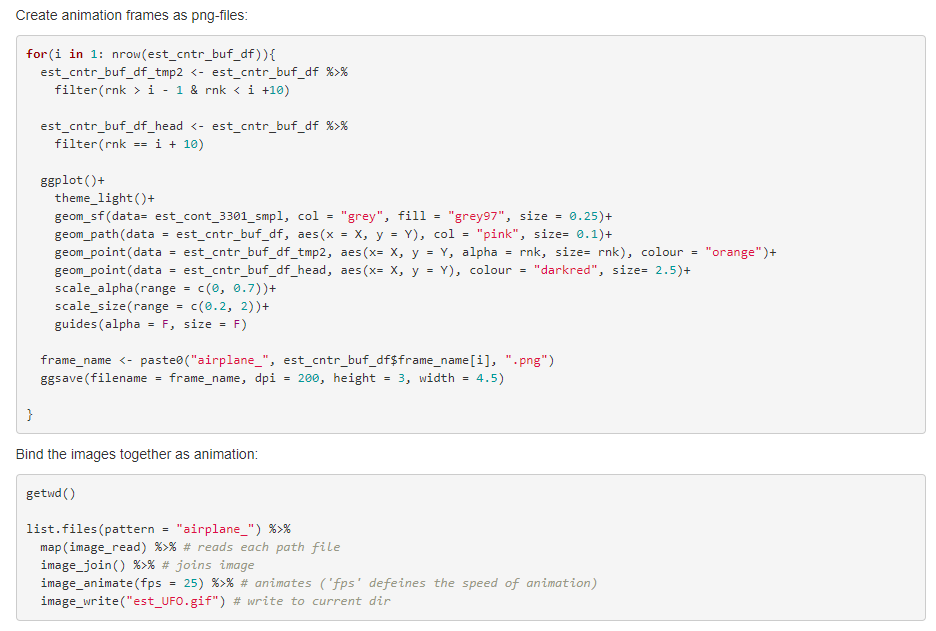 Create animation frames as png-files:
for(i in 1: nrow(est_cntr_buf_df)){
  est_cntr_buf_df_tmp2 <- est_cntr_buf_df %>%
    filter(rnk > i - 1 & rnk < i +10)

  est_cntr_buf_df_head <- est_cntr_buf_df %>%
    filter(rnk == i + 10)

  ggplot()+
    theme_light()+
    geom_sf(data= est_cont_3301_smpl, col = "grey", fill = "grey97", size = 0.25)+
    geom_path(data = est_cntr_buf_df, aes(x = X, y = Y), col = "pink", size= 0.1)+
    geom_point(data = est_cntr_buf_df_tmp2, aes(x= X, y = Y, alpha = rnk, size= rnk), colour = "orange")+
    geom_point(data = est_cntr_buf_df_head, aes(x= X, y = Y), colour = "darkred", size= 2.5)+
    scale_alpha(range = c(0, 0.7))+
    scale_size(range = c(0.2, 2))+
    guides(alpha = F, size = F)

  frame_name <- paste0("airplane_", est_cntr_buf_df$frame_name[i], ".png")
  ggsave(filename = frame_name, dpi = 200, height = 3, width = 4.5)

}
Bind the images together as animation:
getwd()

list.files(pattern = "airplane_") %>%
  map(image_read) %>% # reads each path file
  image_join() %>% # joins image
  image_animate(fps = 25) %>% # animates ('fps' defeines the speed of animation)
  image_write("est_UFO.gif") # write to current dir